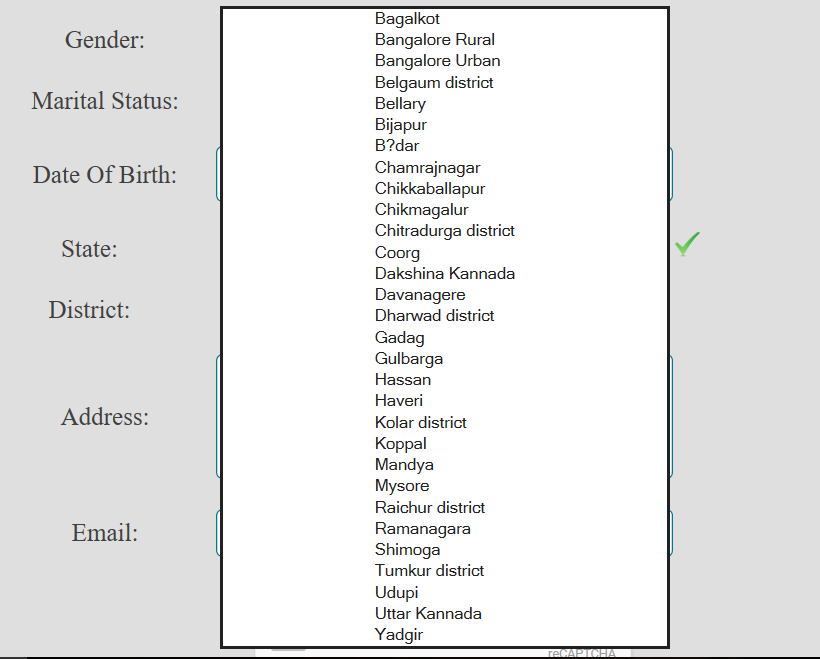 Gender:
Marital Status:
Date Of Birth:
State:
District:
Address:
Email:
Bagalkot
Bangalore Rural
Bangalore Urban
Belgaum district
Bellary
Bijapur
B?dar
Chamrajnagar
Chikkaballapur
Chikmagalur
Chitradurga district
Coorg
Dakshina Kannada
Davanagere
Dharwad district
Gadag
Gulbarga
Hassan
Haveri
Kolar district
Koppal
Mandya
Mysore
Raichur district
Ramanagara
Shimoga
Tumkur district
Udupi
Uttar Kannada
Yadgir
reCAPTCHA